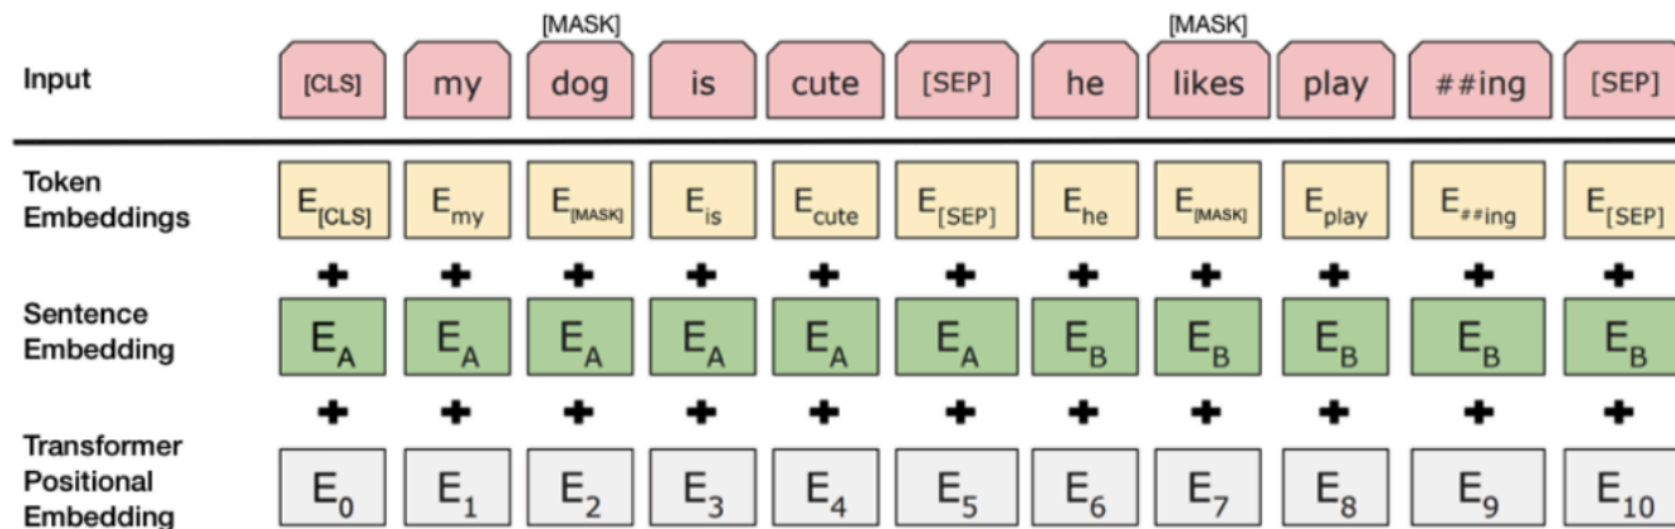 [MASK] [MASK]
Input [CLS] my dog is cute [SEP] he likes play ##ing [SEP]
Token
Embeddings E[CLS] Emy E[MASK] Eis Ecute E[SEP] Ehe E[MASK] Eplay E##ing E[SEP]
+ + + + + + + + + + +
Sentence
Embedding EA EA EA EA EA EA EB EB EB EB EB
+ + + + + + + + + + +
Transformer
Positional
Embedding E0 E1 E2 E3 E4 E5 E6 E7 E8 E9 E10